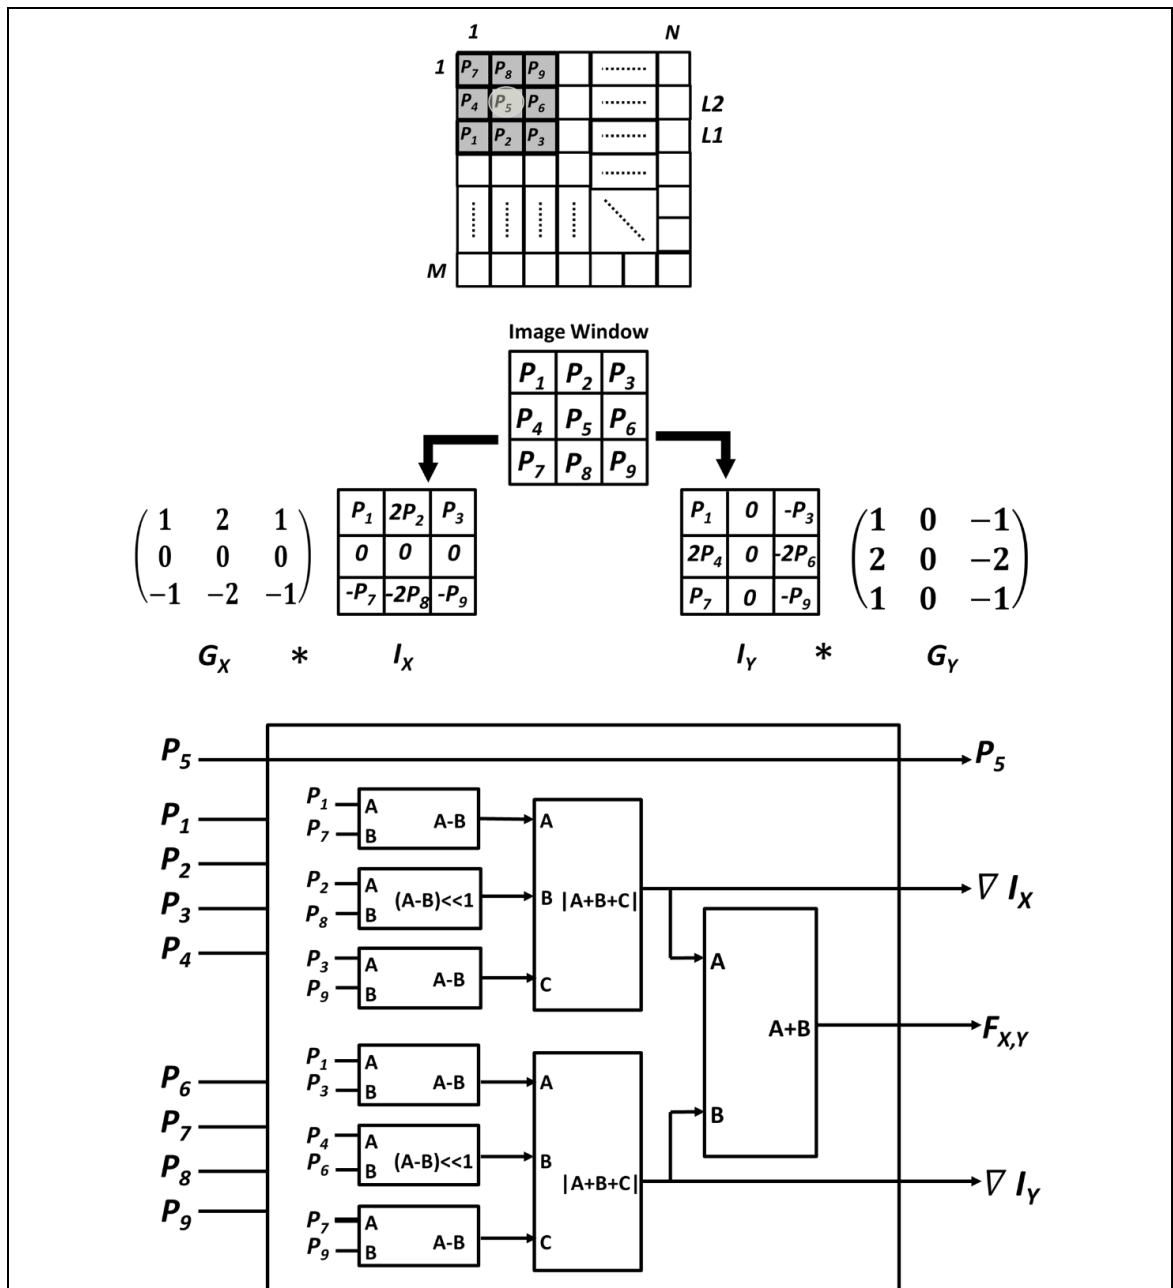 1 N
1 P7 P8 P9 ..........
P4 P5 P6 .......... L2
P1 P2 P3 .......... L1
..........
M
Image Window
P1 P2 P3
P4 P5 P6
P7 P8 P9
1 2 1
0 0 0
−1 −2 −1
P1 2P2 P3
0 0 0
-P7 -2P8 -P9
P1 0 -P3
2P4 0 -2P6
P7 0 -P9
1 0 −1
2 0 −2
1 0 −1
GX * IX
IY * GY
P5 P5
P1
P2
P3
P4
P6
P7
P8
P9
P1 A
P7 B A-B
P2 A
P8 B (A-B)<<1
P3 A
P9 B A-B
A
B |A+B+C|
C
P1 A
P3 B A-B
P4 A
P6 B (A-B)<<1
P7 A
P9 B A-B
A
B
|A+B+C|
C
A
A+B
B
∇ IX
FX,Y
∇ IY